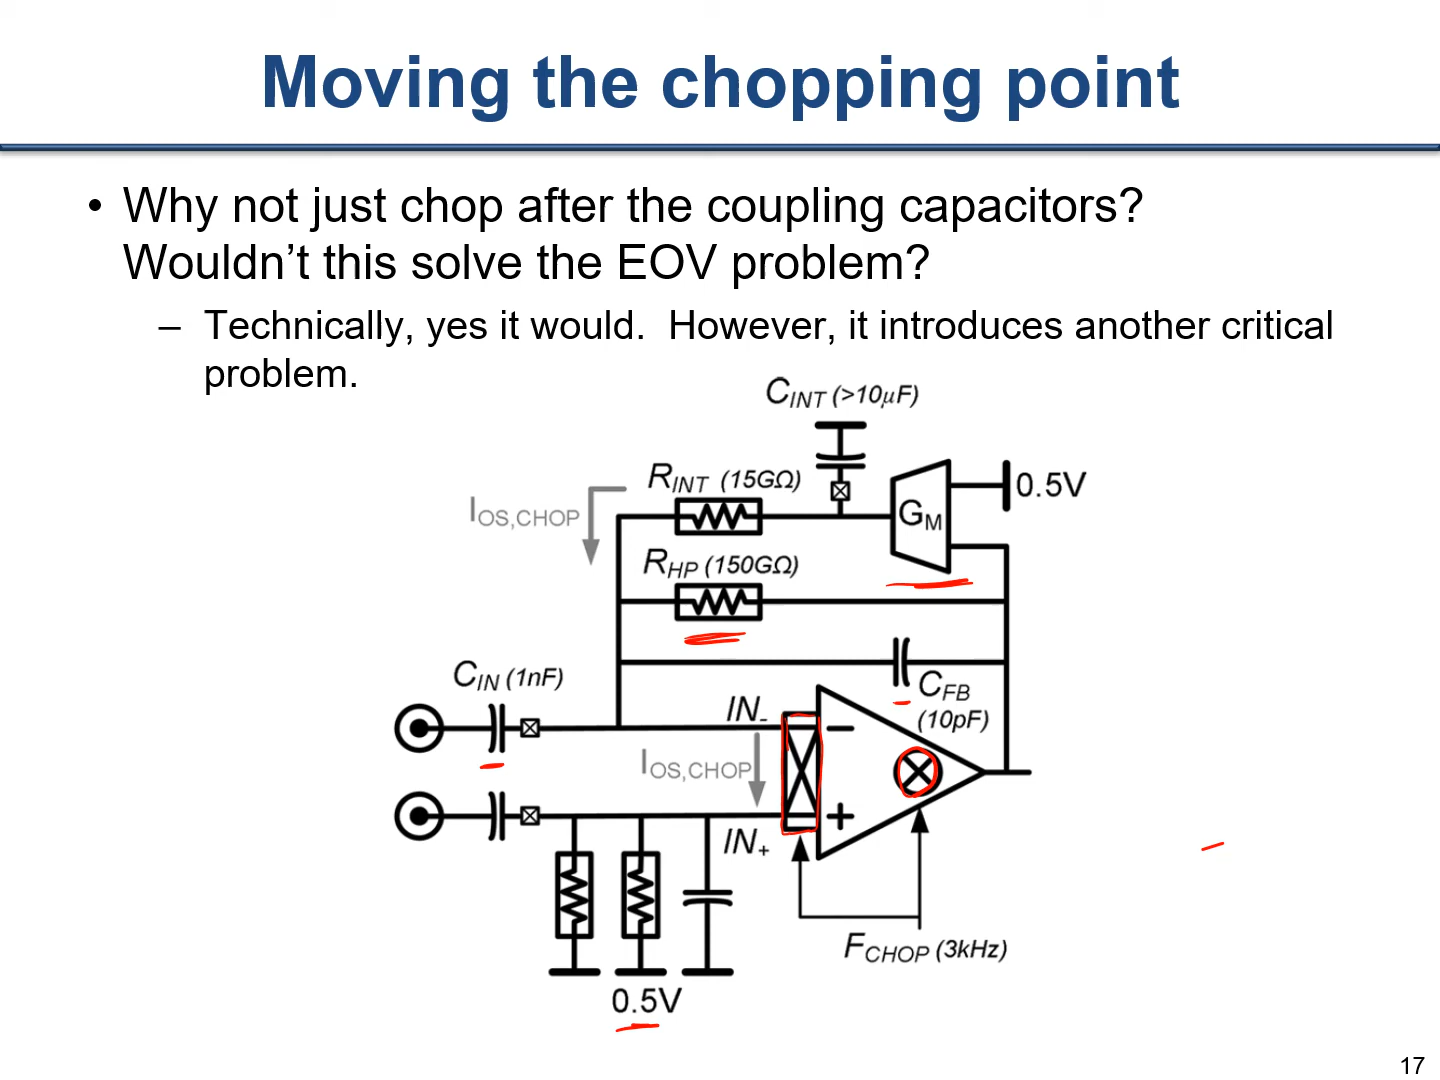 Moving the chopping point
• Why not just chop after the coupling capacitors?
Wouldn’t this solve the EOV problem?
– Technically, yes it would.  However, it introduces another critical
problem.
CINT (>10µF)
RINT (15GΩ)
GM
0.5V
IOS,CHOP
RHP (150GΩ)
CIN (1nF)
CFB
(10pF)
IN-
IOS,CHOP
IN+
FCHOP (3kHz)
0.5V
17